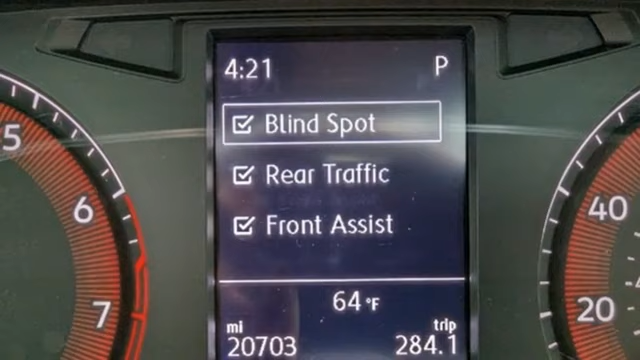 4:21 P
Blind Spot
Rear Traffic
Front Assist
64 °F
mi trip
20703 284.1
5
6
7
40
20